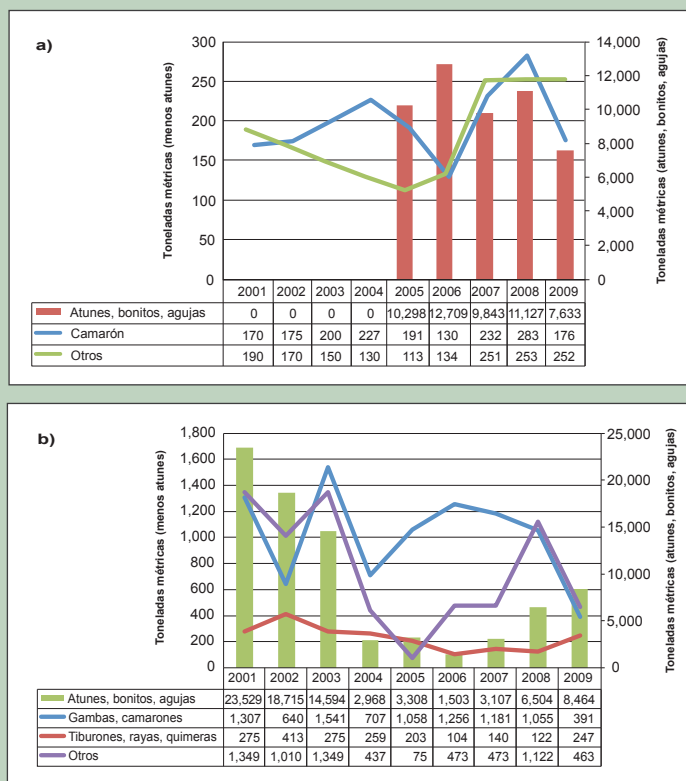 a)
Toneladas métricas (menos atunes)
300
250
200
150
100
50
0
14,000
12,000
10,000
8,000
6,000
4,000
2,000
0
Toneladas métricas (atunes, bonitos, agujas)
2001 2002 2003 2004 2005 2006 2007 2008 2009
Atunes, bonitos, agujas 0 0 0 0 10,298 12,709 9,843 11,127 7,633
Camarón 170 175 200 227 191 130 232 283 176
Otros 190 170 150 130 113 134 251 253 252
b)
Toneladas métricas (menos atunes)
1,800
1,600
1,400
1,200
1,000
800
600
400
200
0
25,000
20,000
15,000
10,000
5,000
0
Toneladas métricas (atunes, bonitos, agujas)
2001 2002 2003 2004 2005 2006 2007 2008 2009
Atunes, bonitos, agujas 23,529 18,715 14,594 2,968 3,308 1,503 3,107 6,504 8,464
Gambas, camarones 1,307 640 1,541 707 1,058 1,256 1,181 1,055 391
Tiburones, rayas, quimeras 275 413 275 259 203 104 140 122 247
Otros 1,349 1,010 1,349 437 75 473 473 1,122 463